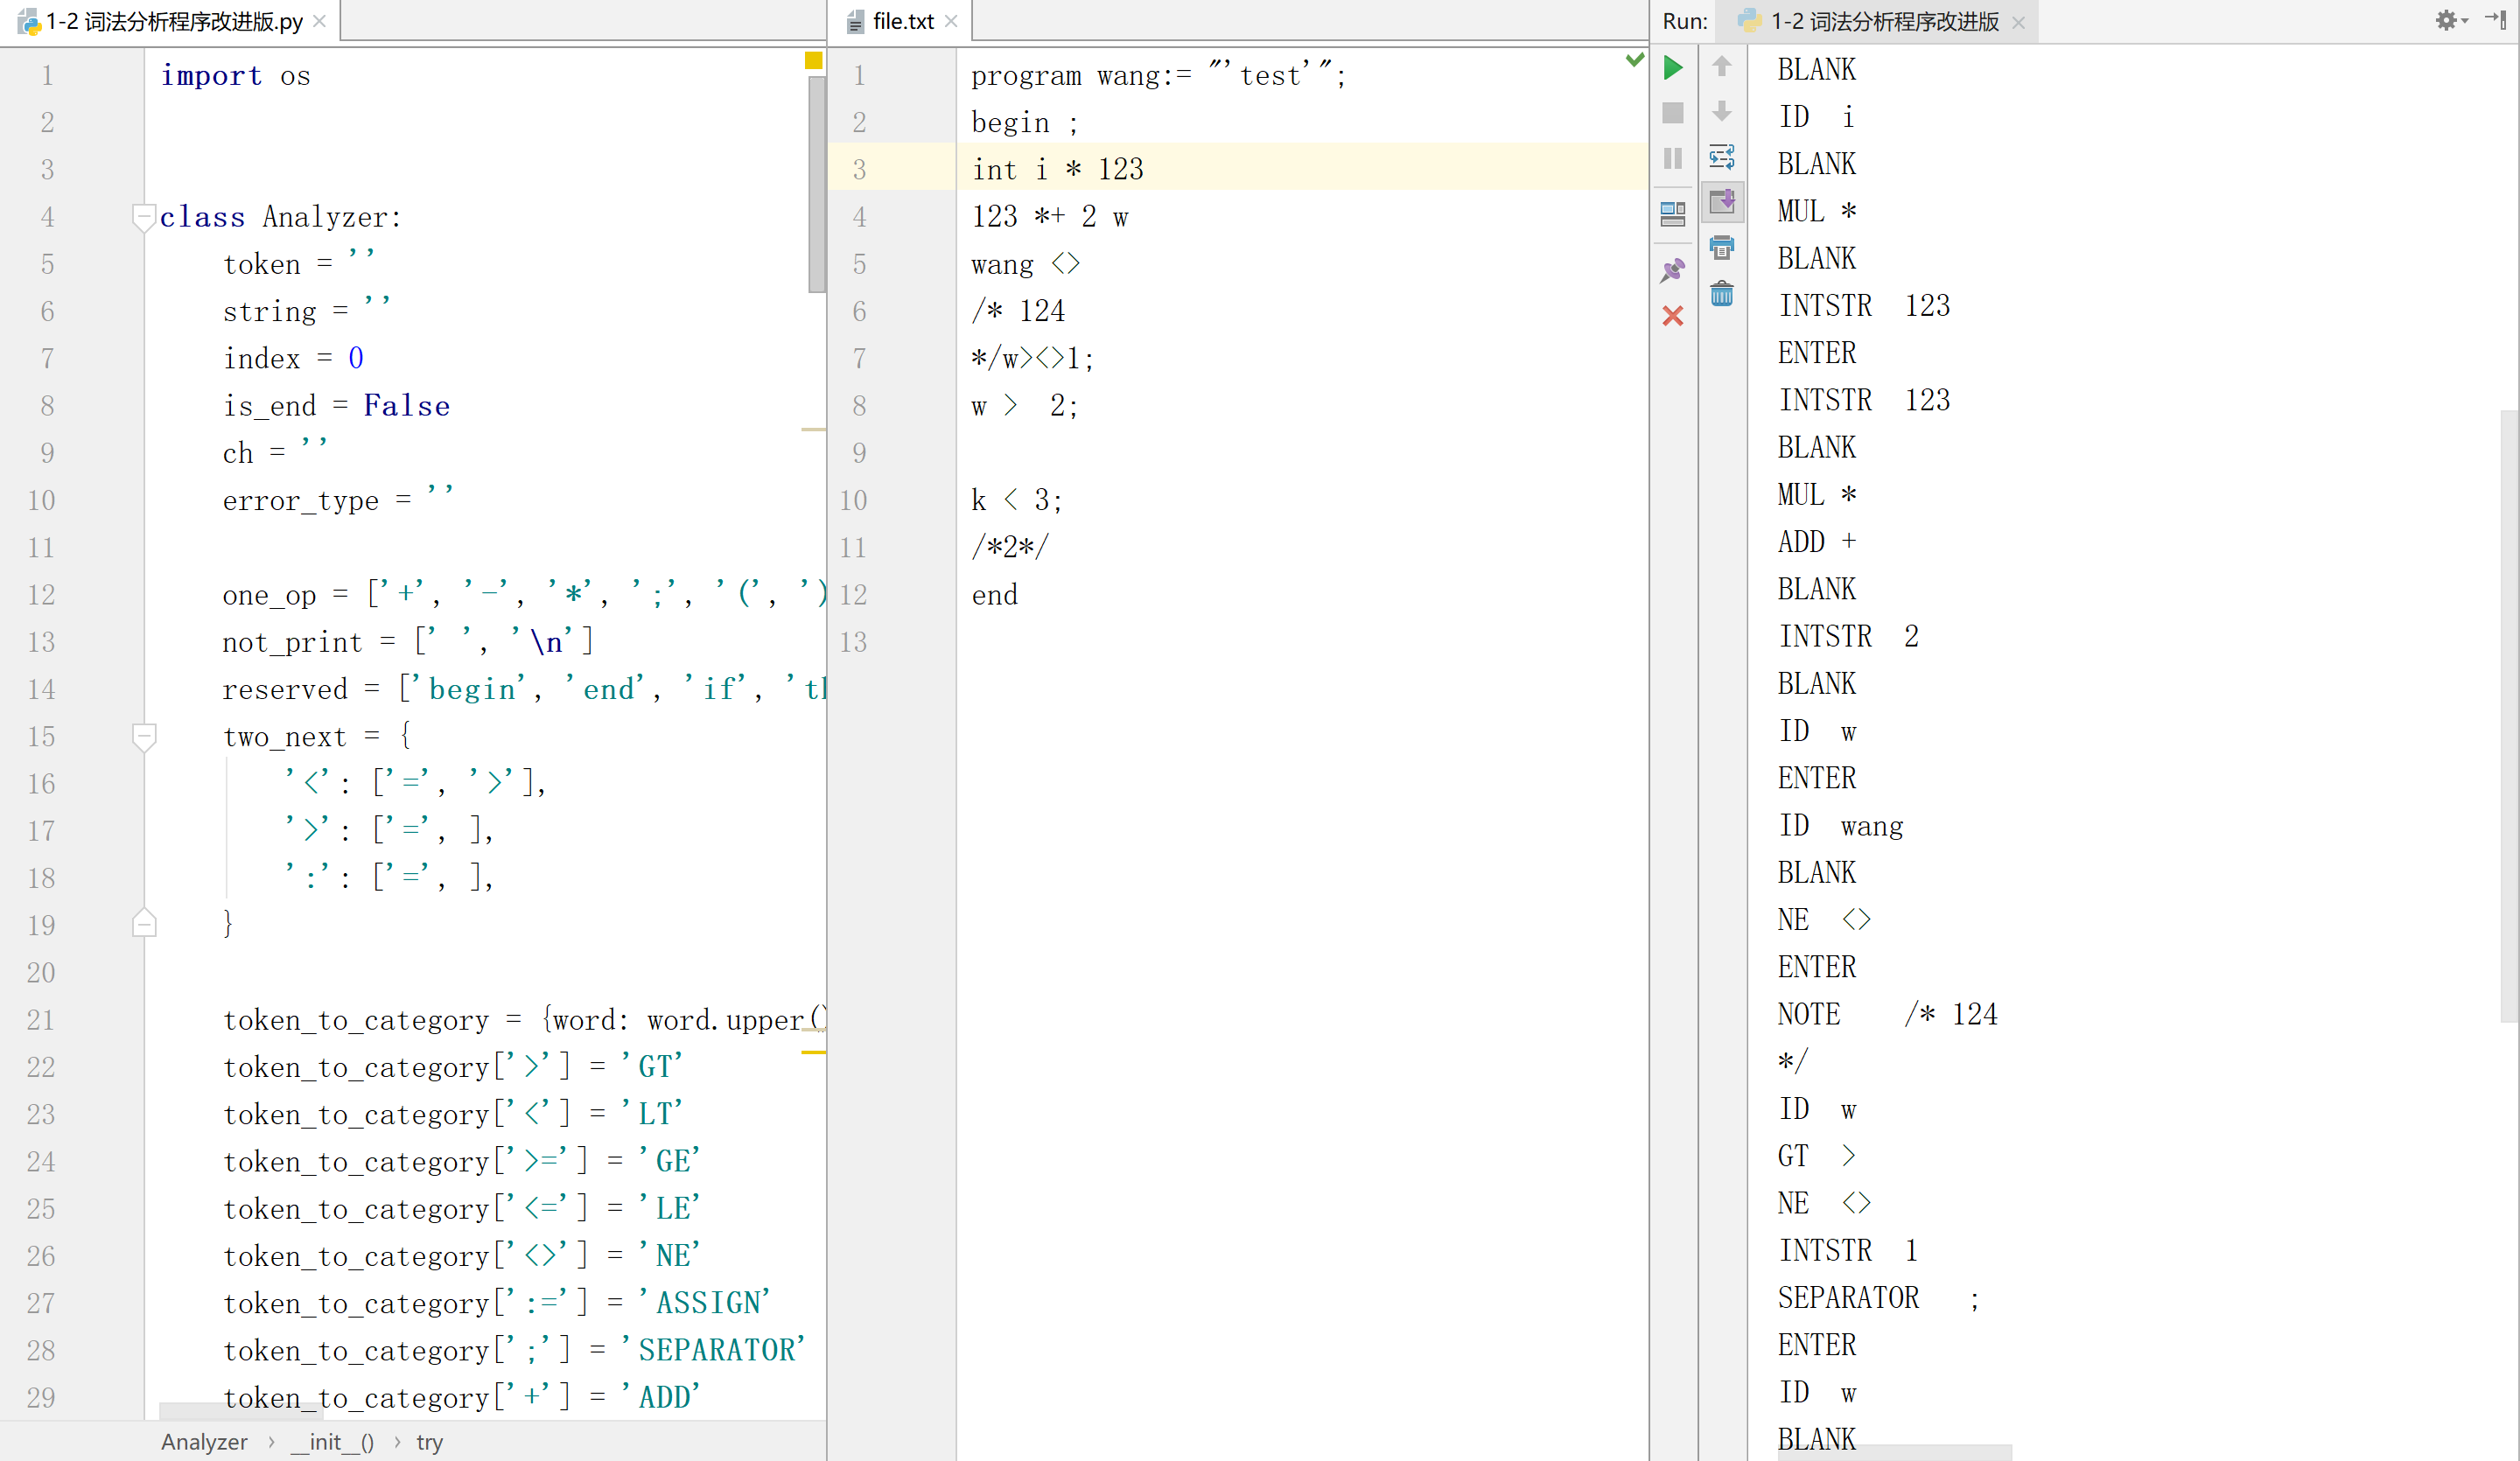 1-2 词法分析程序改进版.py
1 import os
2
3
4 class Analyzer:
5 token = ''
6 string = ''
7 index = 0
8 is_end = False
9 ch = ''
10 error_type = ''
11
12 one_op = ['+', '-', '*', ';', '(', ')
13 not_print = [' ', '\n']
14 reserved = ['begin', 'end', 'if', 'th
15 two_next = {
16 '<': ['=', '>'],
17 '>': ['=', ],
18 ':': ['=', ],
19 }
20
21 token_to_category = {word: word.upper()
22 token_to_category['>'] = 'GT'
23 token_to_category['<'] = 'LT'
24 token_to_category['>='] = 'GE'
25 token_to_category['<='] = 'LE'
26 token_to_category['<>'] = 'NE'
27 token_to_category[':='] = 'ASSIGN'
28 token_to_category[';'] = 'SEPARATOR'
29 token_to_category['+'] = 'ADD'
Analyzer › __init__() › try
file.txt
1 program wang:= "'test'";
2 begin ;
3 int i * 123
4 123 *+ 2 w
5 wang <>
6 /* 124
7 */w><>1;
8 w >  2;
9
10 k < 3;
11 /*2*/
12 end
13
Run: 1-2 词法分析程序改进版
BLANK
ID  i
BLANK
MUL *
BLANK
INTSTR  123
ENTER
INTSTR  123
BLANK
MUL *
ADD +
BLANK
INTSTR  2
BLANK
ID  w
ENTER
ID  wang
BLANK
NE  <>
ENTER
NOTE    /* 124
*/
ID  w
GT  >
NE  <>
INTSTR  1
SEPARATOR   ;
ENTER
ID  w
BLANK